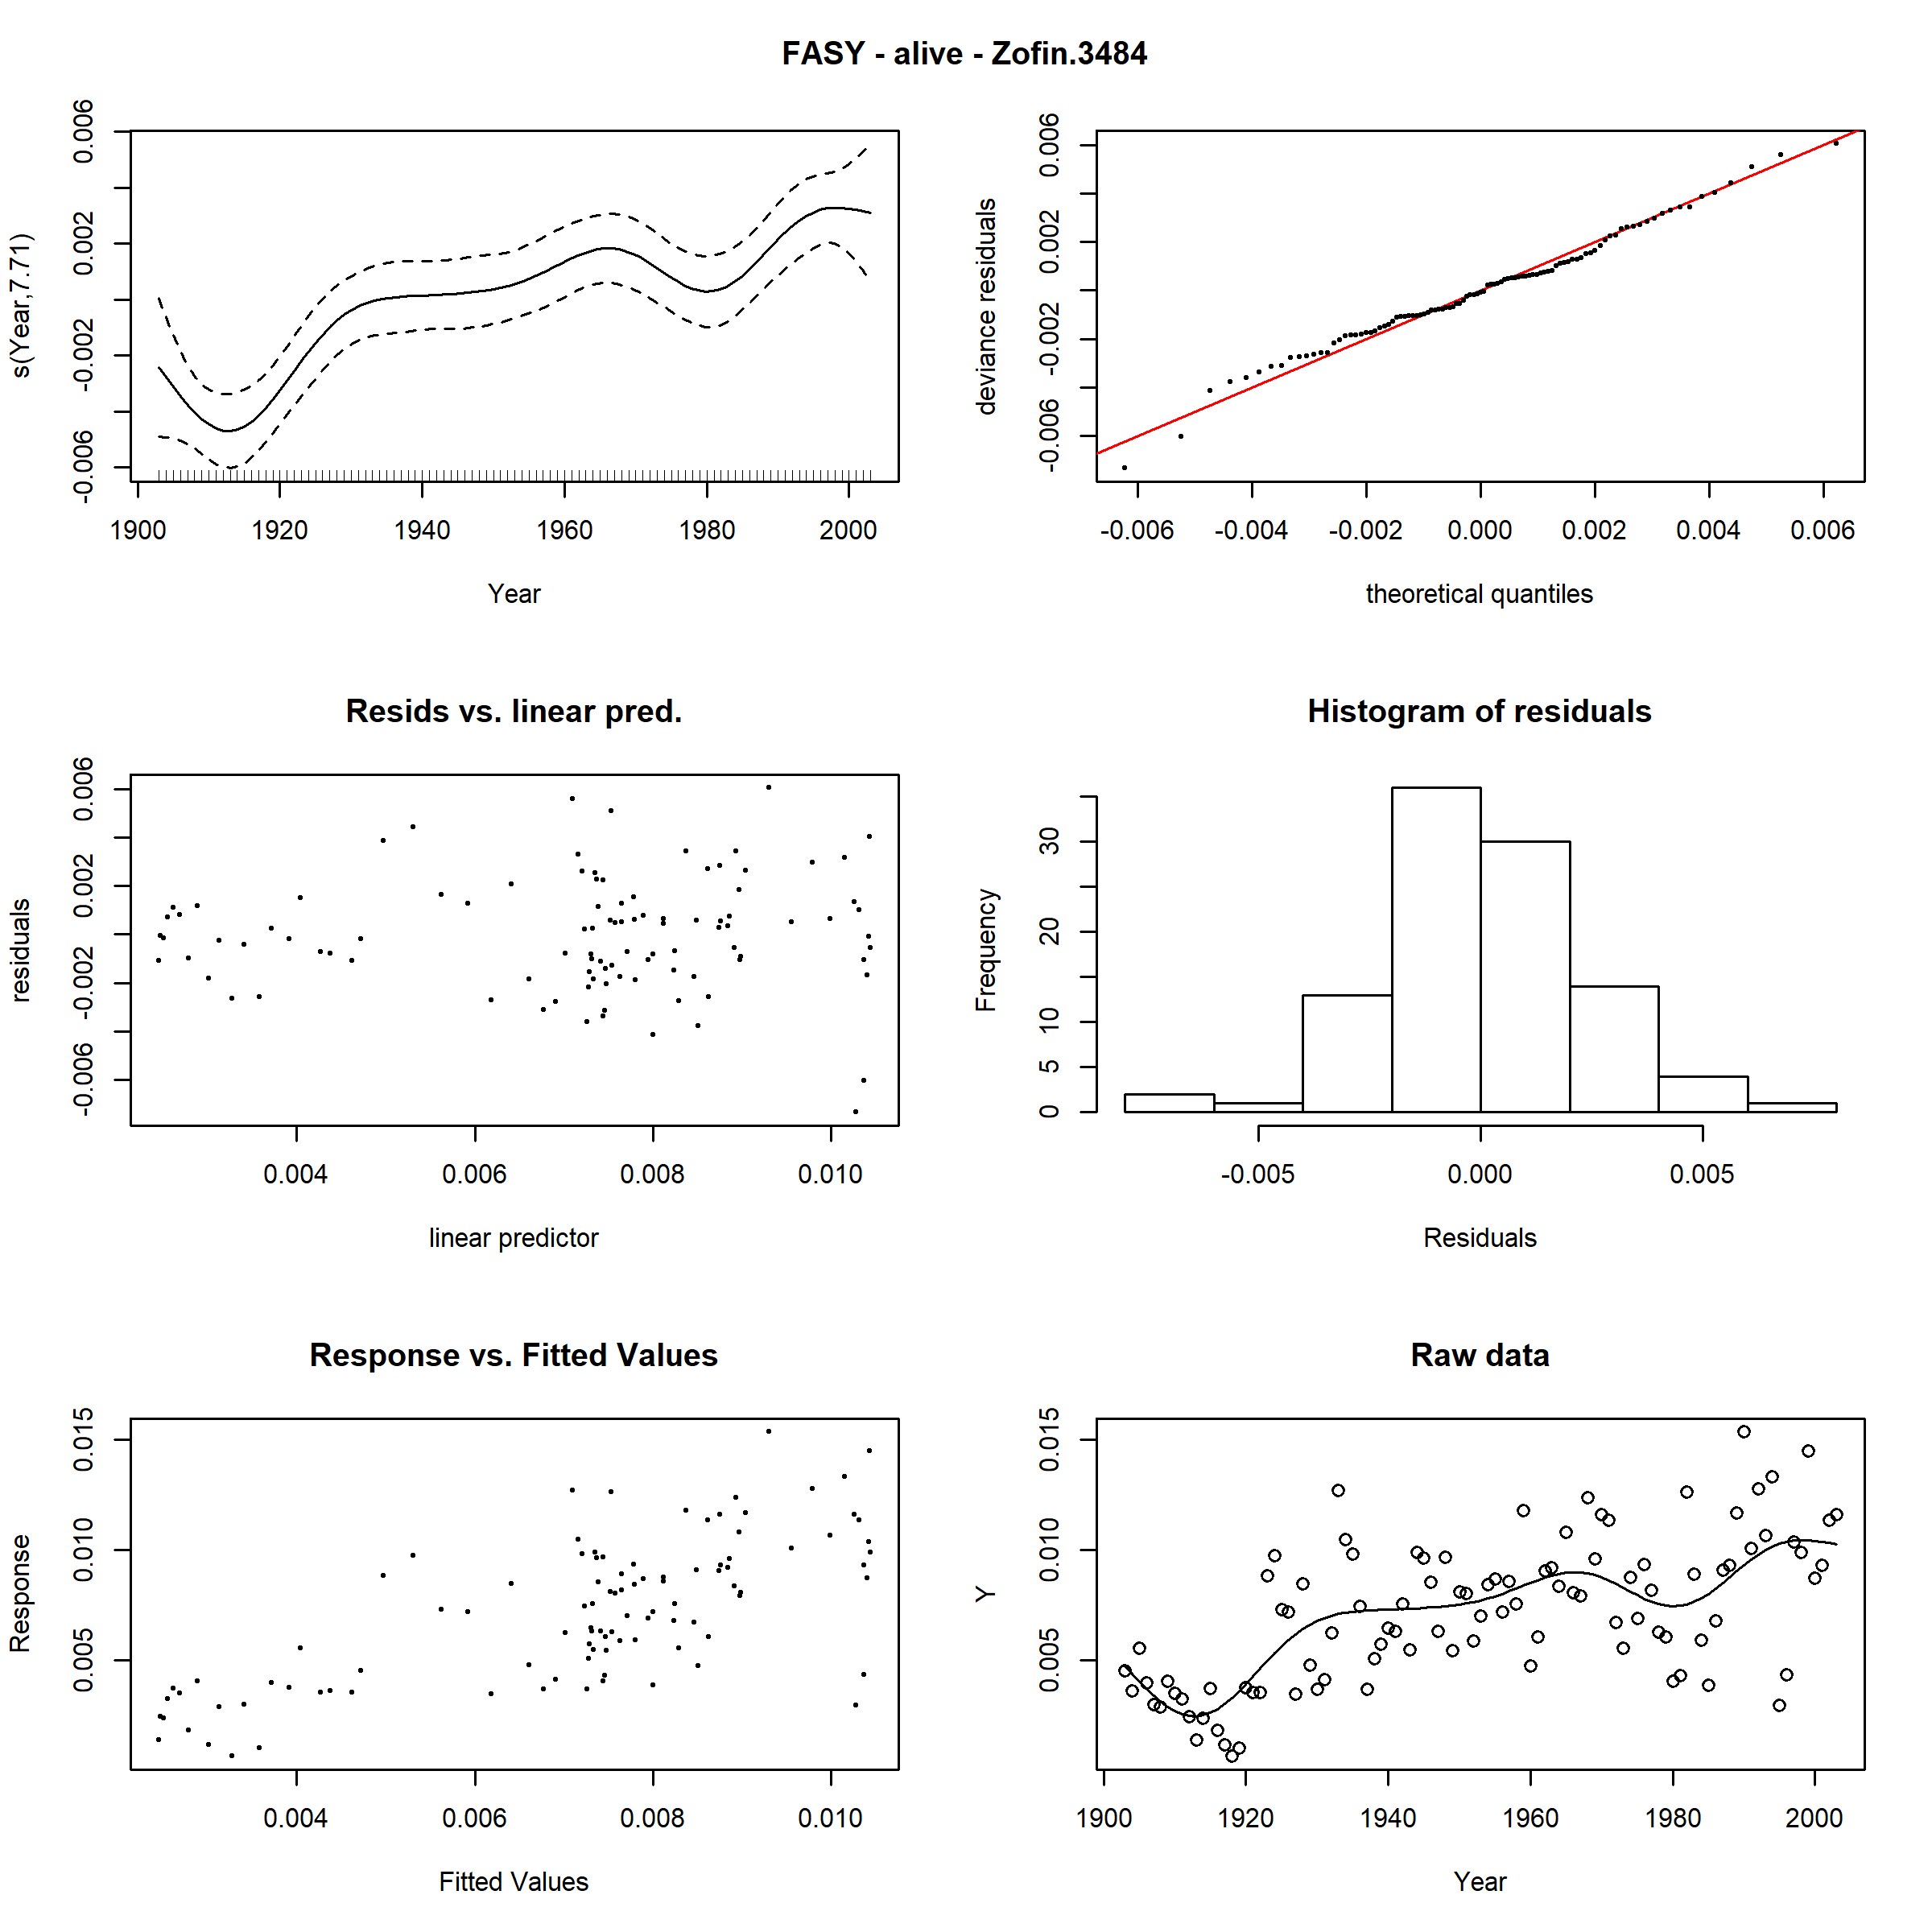 FASY - alive - Zofin.3484
s(Year,7.71)
-0.006 -0.002 0.002 0.006
1900 1920 1940 1960 1980 2000
Year
deviance residuals
-0.006 -0.002 0.002 0.006
-0.006 -0.004 -0.002 0.000 0.002 0.004 0.006
theoretical quantiles
Resids vs. linear pred.
residuals
-0.006 -0.002 0.002 0.006
0.004 0.006 0.008 0.010
linear predictor
Histogram of residuals
Frequency
0 5 10 20 30
-0.005 0.000 0.005
Residuals
Response vs. Fitted Values
Response
0.005 0.010 0.015
0.004 0.006 0.008 0.010
Fitted Values
Raw data
Y
0.005 0.010 0.015
1900 1920 1940 1960 1980 2000
Year